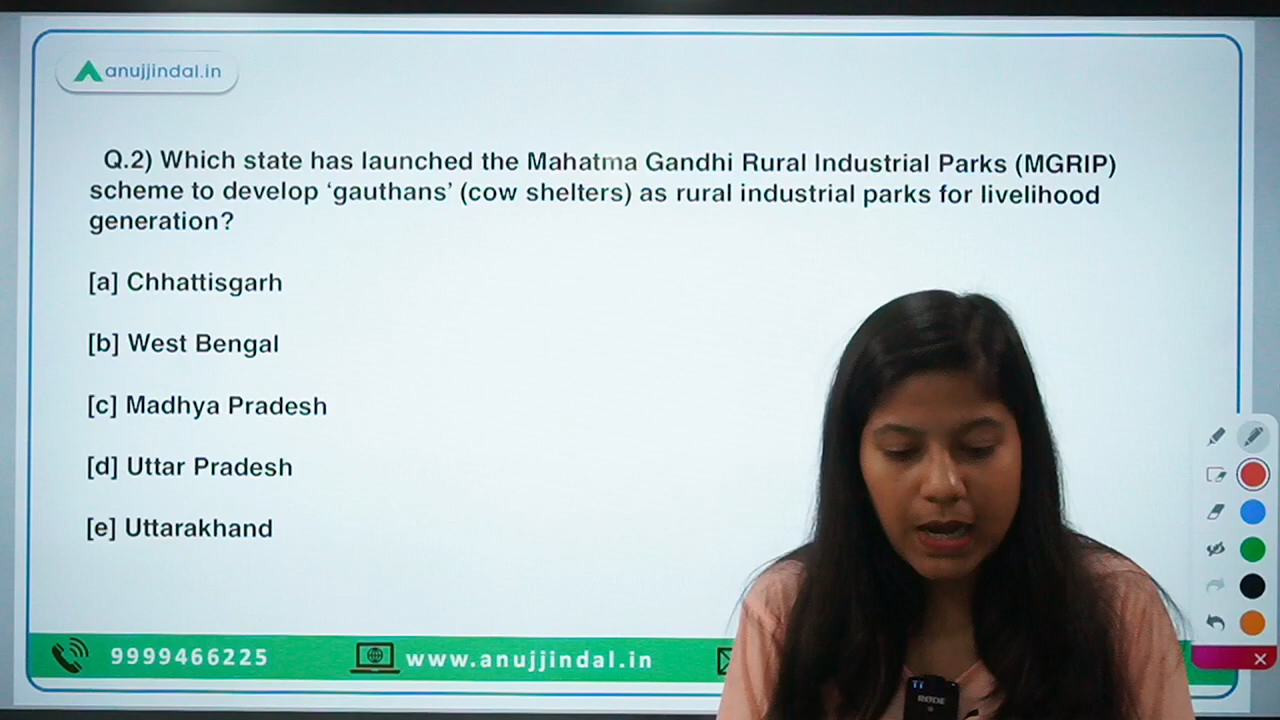 anujjindal.in
Q.2) Which state has launched the Mahatma Gandhi Rural Industrial Parks (MGRIP)
scheme to develop ‘gauthans’ (cow shelters) as rural industrial parks for livelihood
generation?
[a] Chhattisgarh
[b] West Bengal
[c] Madhya Pradesh
[d] Uttar Pradesh
[e] Uttarakhand
9999466225 www.anujjindal.in
RØDE